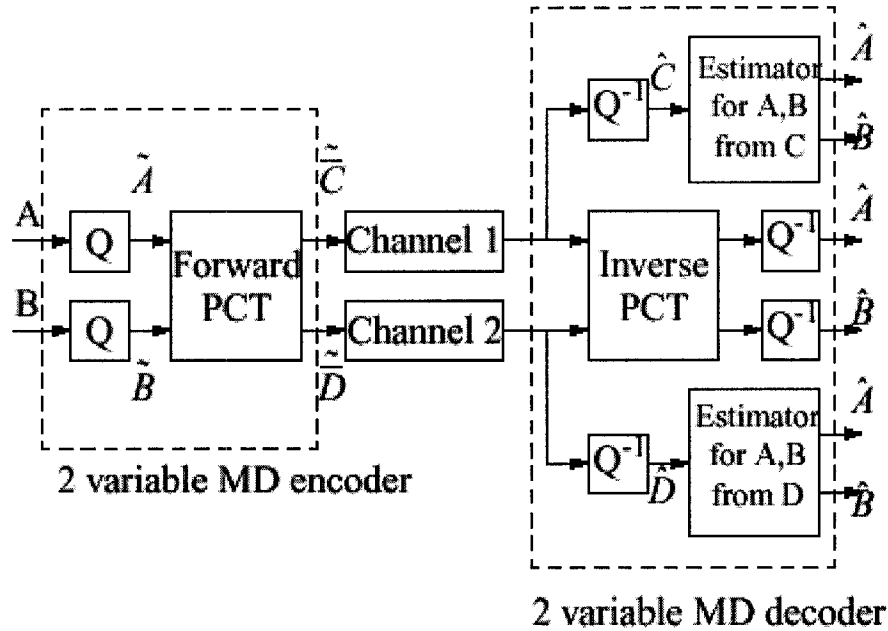 A
Q
Ã
Forward
PCT
C̿̃
Channel 1
B
Q
B̃
D̿̃
Channel 2
2 variable MD encoder
Q⁻¹
Ĉ
Estimator
for A,B
from C
Â
B̂
Inverse
PCT
Q⁻¹
Â
Q⁻¹
B̂
Q⁻¹
D̂
Estimator
for A,B
from D
Â
B̂
2 variable MD decoder